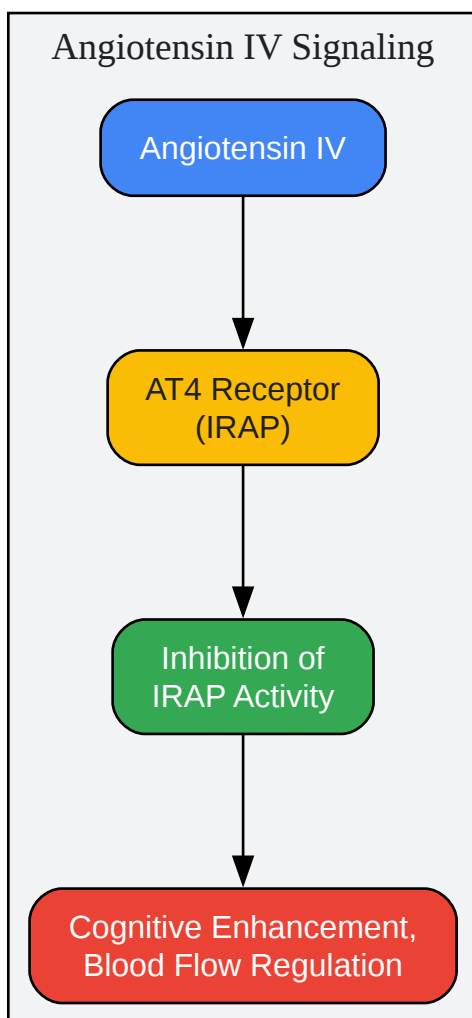 Angiotensin IV Signaling
Angiotensin IV
AT4 Receptor
(IRAP)
Inhibition of
IRAP Activity
Cognitive Enhancement,
Blood Flow Regulation